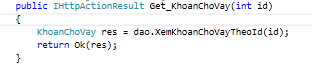 public IHttpActionResult Get_KhoanChoVay(int id)
{
KhoanChoVay res = dao.XemKhoanChoVayTheoId(id);
return Ok(res);
}